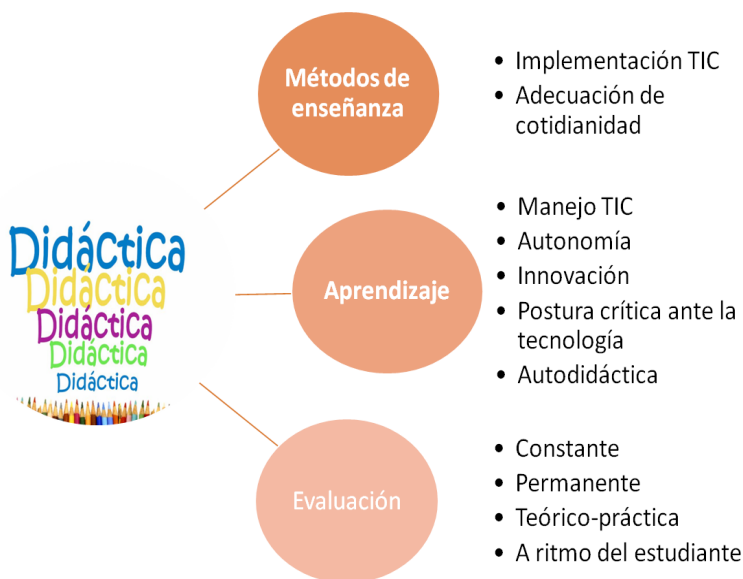 Didáctica
Didáctica
Didáctica
Didáctica
Didáctica
Métodos de
enseñanza
• Implementación TIC
• Adecuación de
cotidianidad
Aprendizaje
• Manejo TIC
• Autonomía
• Innovación
• Postura crítica ante la
tecnología
• Autodidáctica
Evaluación
• Constante
• Permanente
• Teórico-práctica
• A ritmo del estudiante